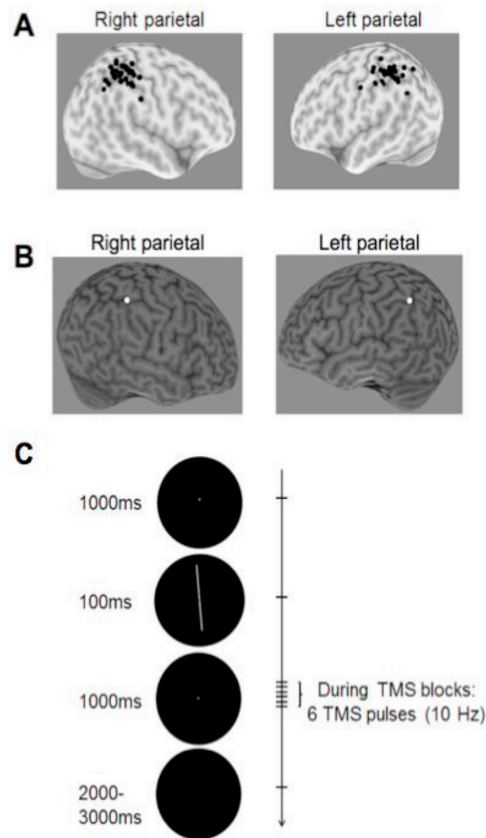 A
Right parietal
Left parietal
B
Right parietal
Left parietal
C
1000ms
100ms
1000ms
During TMS blocks:
6 TMS pulses (10 Hz)
2000-
3000ms